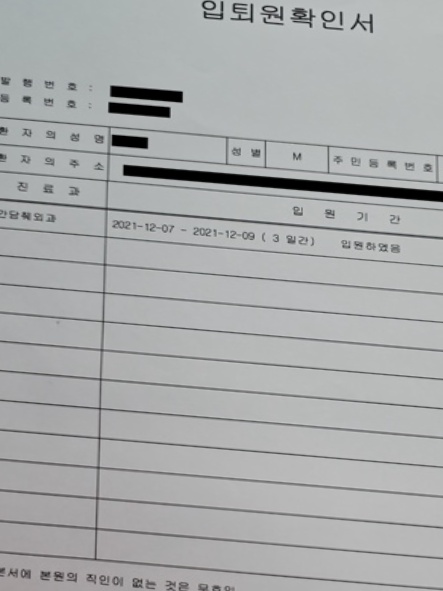 입퇴원확인서
발 행 번 호 :
등 록 번 호 :
환 자 의 성 명 성 별 M 주 민 등 록 번 호
환 자 의 주 소
진 료 과 입 원 기 간
간담췌외과 2021-12-07 - 2021-12-09 ( 3 일간) 입원하였음
본서에 본원의 직인이 없는 것은 무효임